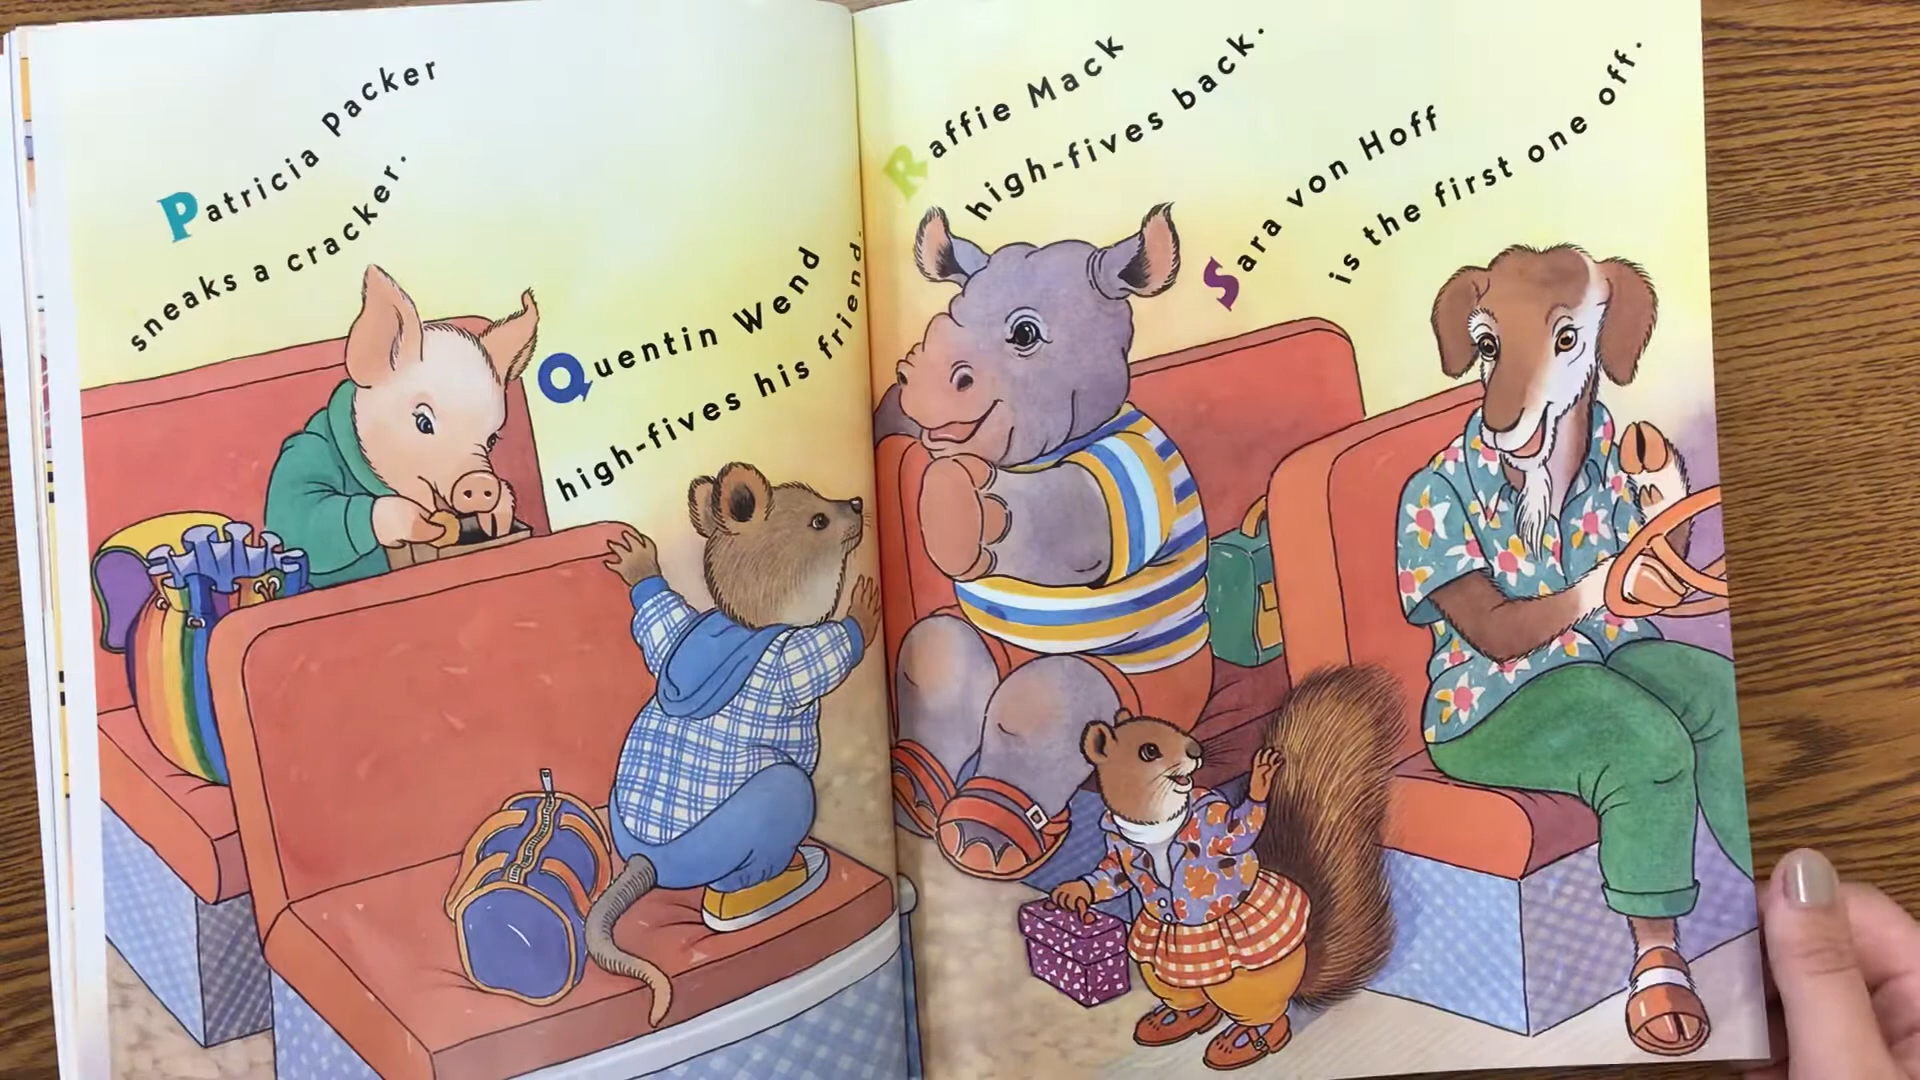 Patricia Packer
sneaks a cracker.
Quentin Wend
high-fives his friend.
Raffie Mack
high-fives back.
Sara von Hoff
is the first one off.